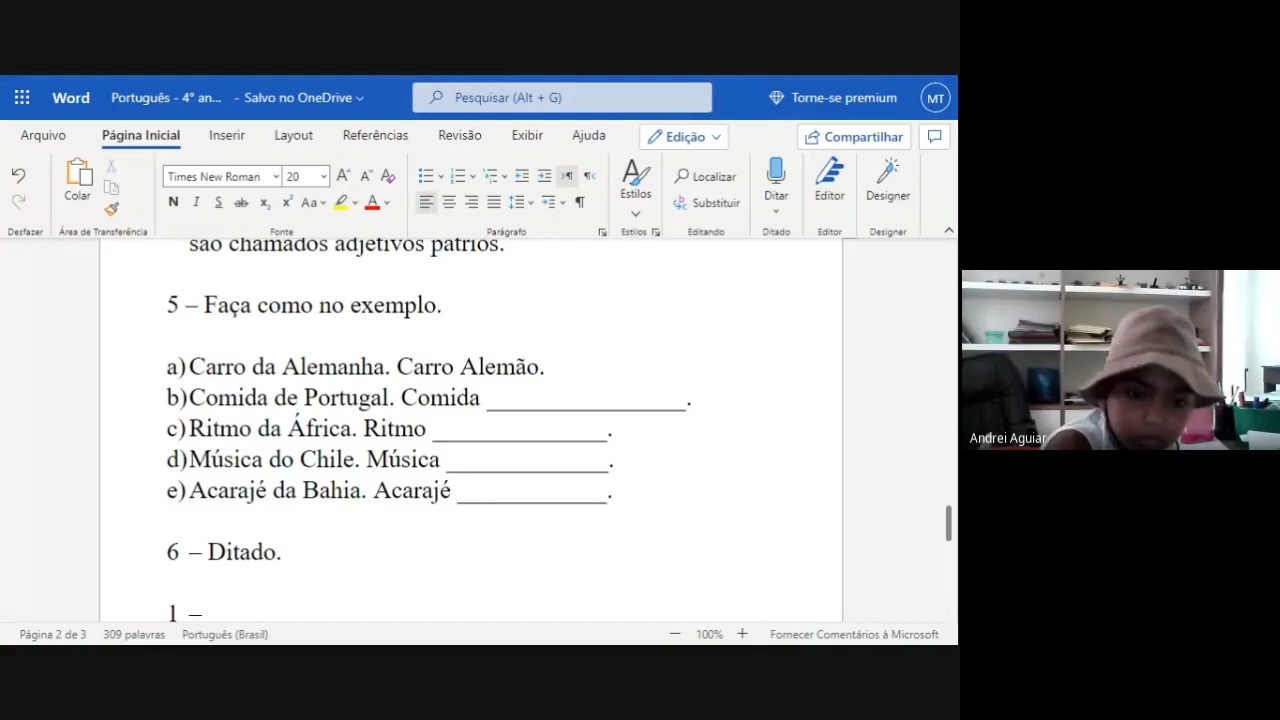 Word Português - 4° an... - Salvo no OneDrive Pesquisar (Alt + G) Torne-se premium MT
Arquivo Página Inicial Inserir Layout Referências Revisão Exibir Ajuda Edição Compartilhar
Colar Times New Roman 20 Estilos Localizar Substituir Ditar Editor Designer
Desfazer Área de Transferência Fonte Parágrafo Estilos Editando Ditado Editor Designer
são chamados adjetivos pátrios.
5 – Faça como no exemplo.
a) Carro da Alemanha. Carro Alemão.
b) Comida de Portugal. Comida ________________.
c) Ritmo da África. Ritmo ______________.
d) Música do Chile. Música _____________.
e) Acarajé da Bahia. Acarajé ____________.
6 – Ditado.
1 –
Página 2 de 3 309 palavras Português (Brasil) 100% Fornecer Comentários à Microsoft
Andrei Aguiar